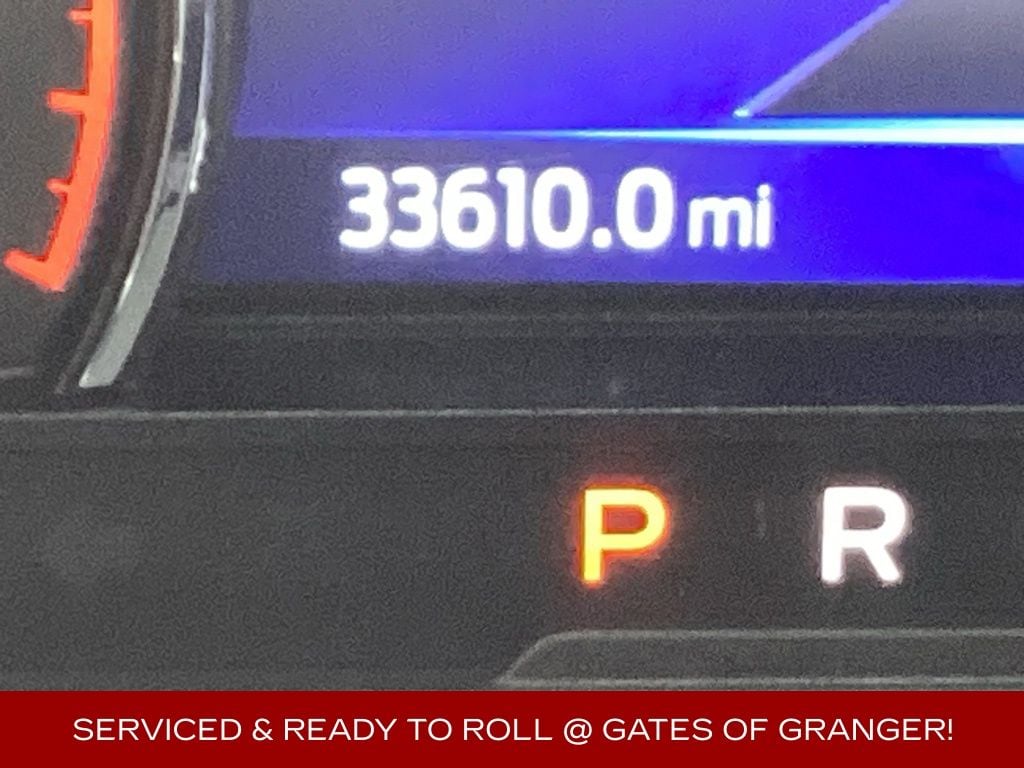 33610.0 mi
P R
SERVICED & READY TO ROLL @ GATES OF GRANGER!